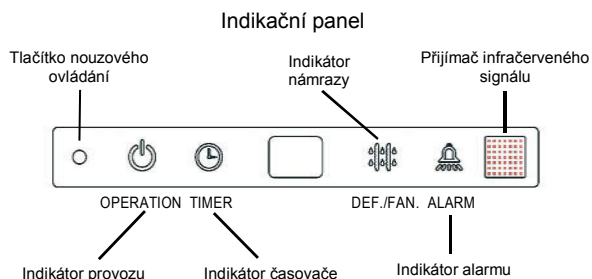 Indikační panel
Tlačítko nouzového
ovládání
Indikátor
námrazy
Přijímač infračerveného
signálu
OPERATION TIMER
DEF./FAN. ALARM
Indikátor provozu
Indikátor časovače
Indikátor alarmu